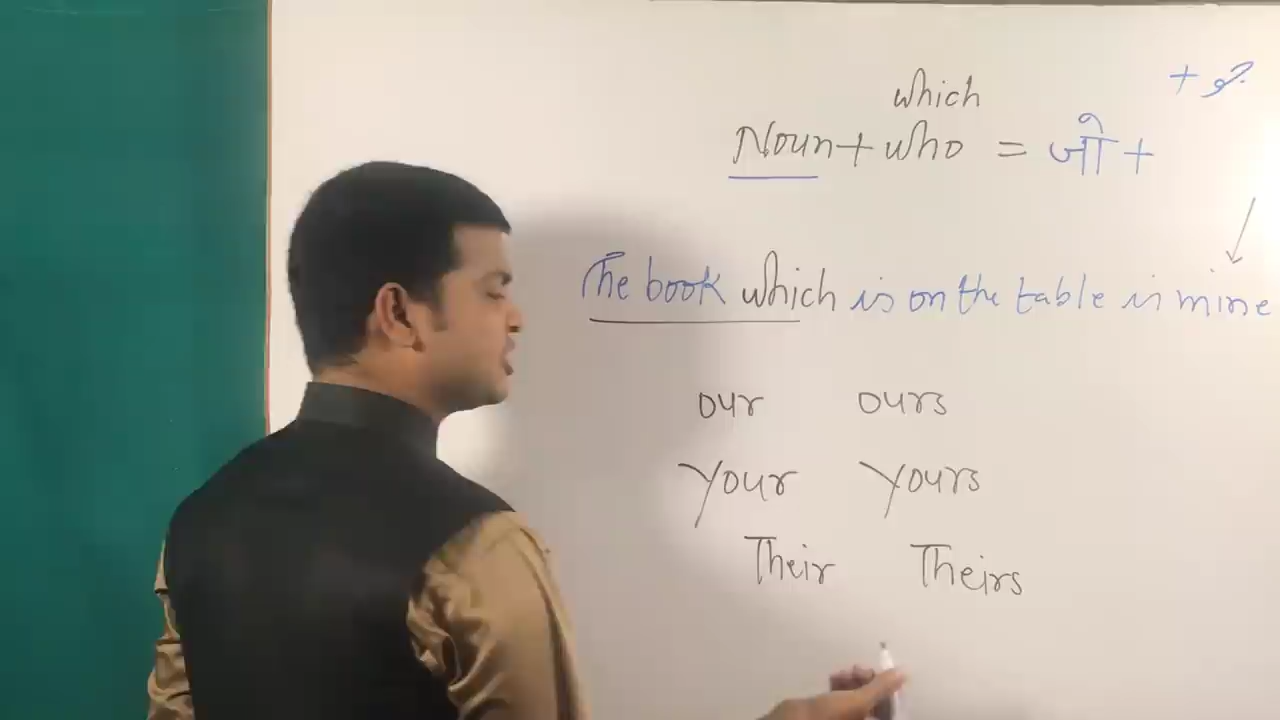 which
Noun + who = जो +
The book which is on the table is mine
our ours
Your Yours
Their Theirs